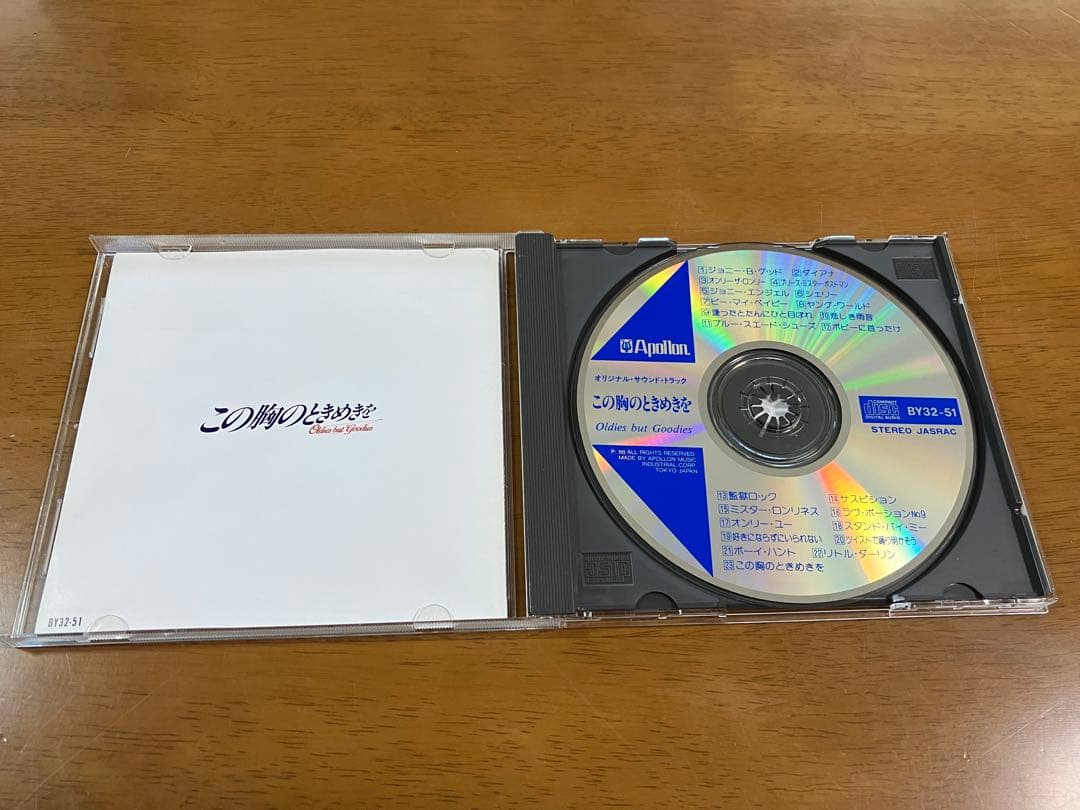 この胸のときめきを
Oldies but Goodies
BY32-51
1 ジョニー・B・グッド 2 ダイアナ
3 オンリー・ザ・ロンリー 4 プリーズ・ミスター・ポストマン
5 ジョニー・エンジェル 6 シェリー
7 ビー・マイ・ベイビー 8 ヤング・ワールド
9 逢ったとたんにひと目ぼれ 10 悲しき雨音
11 ブルー・スエード・シューズ 12 ボビーに首ったけ
Apollon
オリジナル・サウンド・トラック
この胸のときめきを
Oldies but Goodies
COMPACT
disc
DIGITAL AUDIO
BY32-51
STEREO JASRAC
ALL RIGHTS RESERVED
MADE BY APOLLON MUSIC
INDUSTRIAL CORP.
TOKYO JAPAN
13 監獄ロック 14 サスピション
15 ミスター・ロンリネス 16 ラヴ・ポーションNo.9
17 オンリー・ユー 18 スタンド・バイ・ミー
19 好きにならずにいられない 20 ツイストで踊り明かそう
21 ボーイ・ハント 22 リトル・ダーリン
23 この胸のときめきを